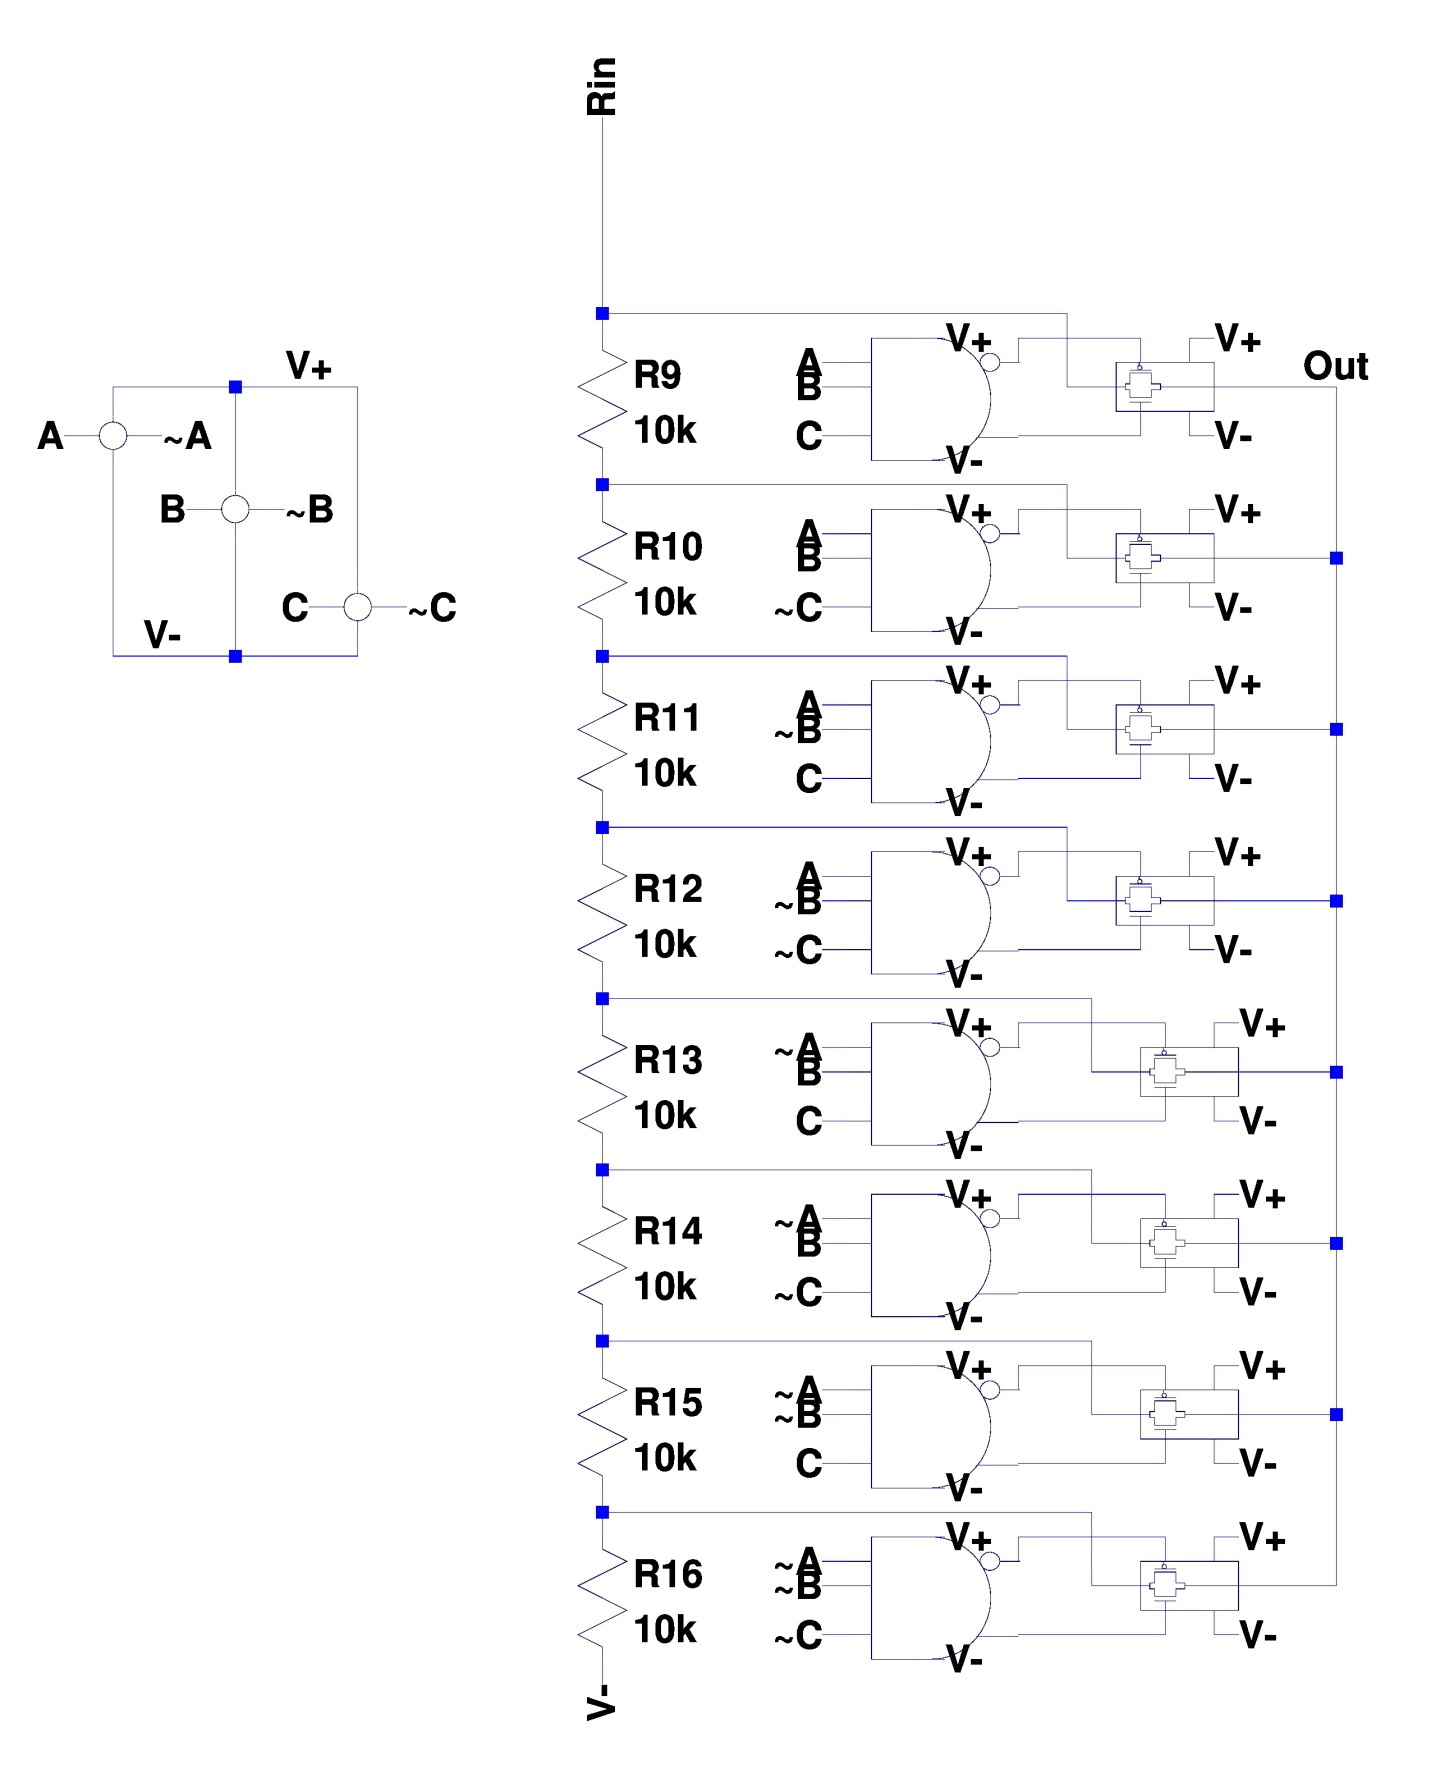 Rin
V+
A ~A
B ~B
C ~C
V-
R9
10k
A
B
C
V+
V-
V+
V-
Out
R10
10k
A
B
~C
V+
V-
V+
V-
R11
10k
A
~B
C
V+
V-
V+
V-
R12
10k
A
~B
~C
V+
V-
V+
V-
R13
10k
~A
B
C
V+
V-
V+
V-
R14
10k
~A
B
~C
V+
V-
V+
V-
R15
10k
~A
~B
C
V+
V-
V+
V-
R16
10k
~A
~B
~C
V+
V-
V+
V-
V-